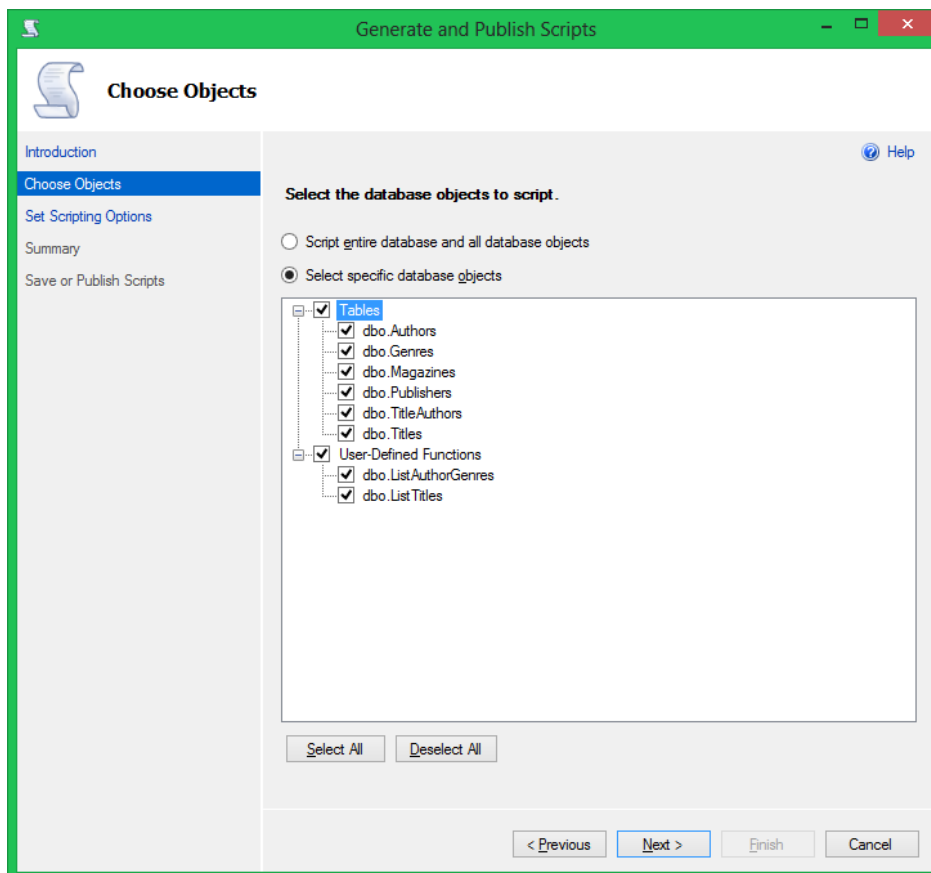 Generate and Publish Scripts
Choose Objects
Introduction
Help
Choose Objects
Select the database objects to script.
Set Scripting Options
Script entire database and all database objects
Summary
Select specific database objects
Save or Publish Scripts
Tables
dbo.Authors
dbo.Genres
dbo.Magazines
dbo.Publishers
dbo.TitleAuthors
dbo.Titles
User-Defined Functions
dbo.ListAuthorGenres
dbo.ListTitles
Select All Deselect All
< Previous Next > Finish Cancel